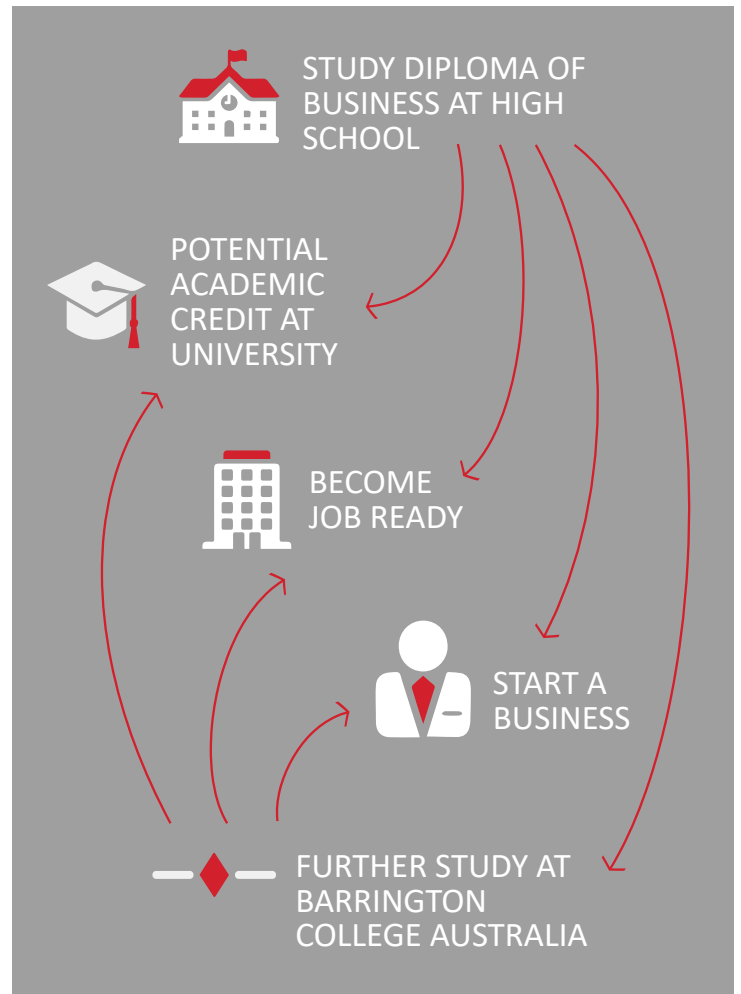 STUDY DIPLOMA OF
BUSINESS AT HIGH
SCHOOL
POTENTIAL
ACADEMIC
CREDIT AT
UNIVERSITY
BECOME
JOB READY
START A
BUSINESS
FURTHER STUDY AT
BARRINGTON
COLLEGE AUSTRALIA